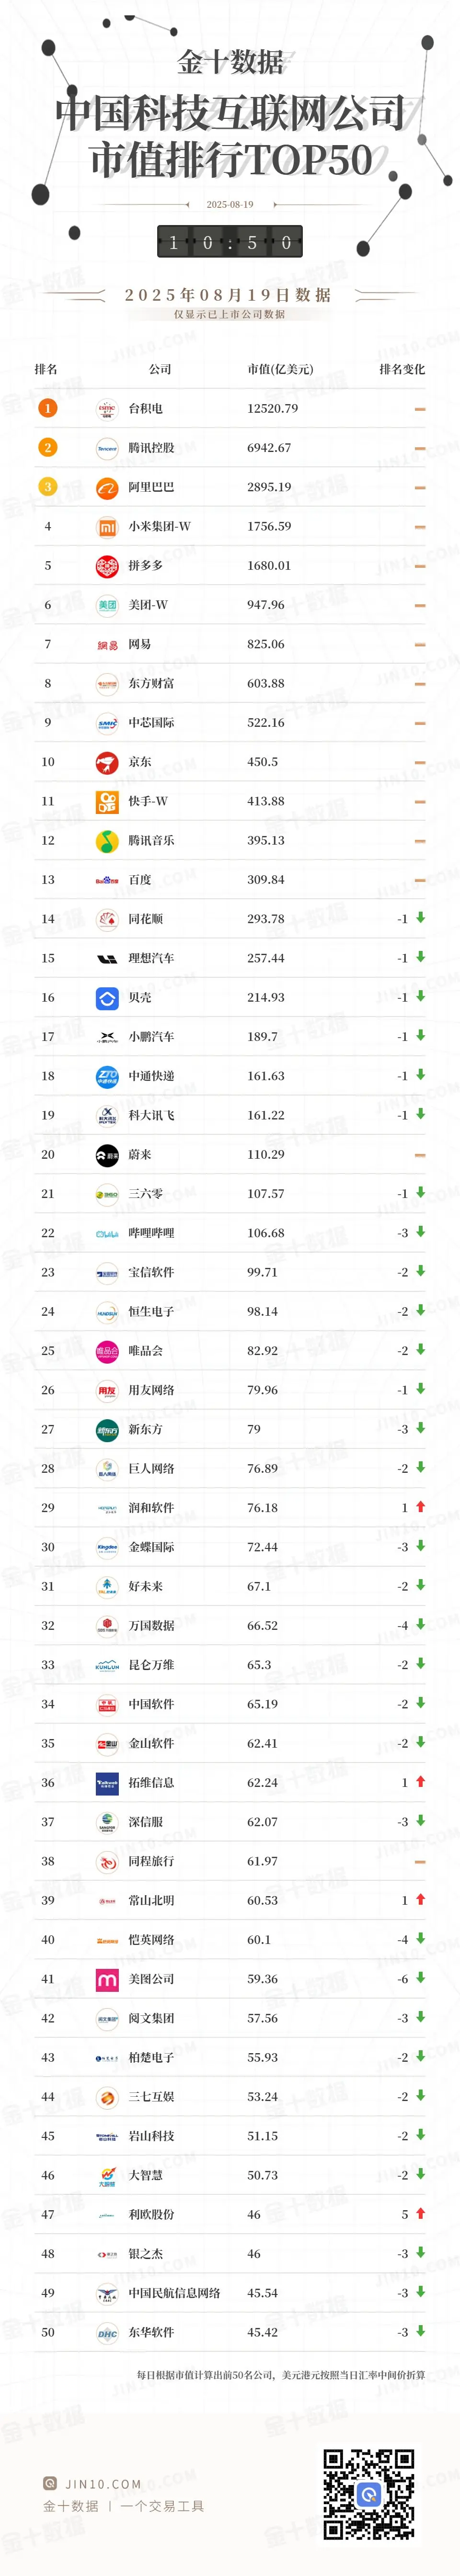 金十数据
中国科技互联网公司
市值排行TOP50
2025-08-19
10:50
2025年08月19日数据
仅显示已上市公司数据
排名 公司 市值(亿美元) 排名变化
1 台积电 12520.79
2 腾讯控股 6942.67
3 阿里巴巴 2895.19
4 小米集团-W 1756.59
5 拼多多 1680.01
6 美团-W 947.96
7 网易 825.06
8 东方财富 603.88
9 中芯国际 522.16
10 京东 450.5
11 快手-W 413.88
12 腾讯音乐 395.13
13 百度 309.84
14 同花顺 293.78 -1
15 理想汽车 257.44 -1
16 贝壳 214.93 -1
17 小鹏汽车 189.7 -1
18 中通快递 161.63 -1
19 科大讯飞 161.22 -1
20 蔚来 110.29
21 三六零 107.57 -1
22 哔哩哔哩 106.68 -3
23 宝信软件 99.71 -2
24 恒生电子 98.14 -2
25 唯品会 82.92 -2
26 用友网络 79.96 -1
27 新东方 79 -3
28 巨人网络 76.89 -2
29 润和软件 76.18 1
30 金蝶国际 72.44 -3
31 好未来 67.1 -2
32 万国数据 66.52 -4
33 昆仑万维 65.3 -2
34 中国软件 65.19 -2
35 金山软件 62.41 -2
36 拓维信息 62.24 1
37 深信服 62.07 -3
38 同程旅行 61.97
39 常山北明 60.53 1
40 恺英网络 60.1 -4
41 美图公司 59.36 -6
42 阅文集团 57.56 -3
43 柏楚电子 55.93 -2
44 三七互娱 53.24 -2
45 岩山科技 51.15 -2
46 大智慧 50.73 -2
47 利欧股份 46 5
48 银之杰 46 -3
49 中国民航信息网络 45.54 -3
50 东华软件 45.42 -3
每日根据市值计算出前50名公司，美元港元按照当日汇率中间价折算
JIN10.COM
金十数据 | 一个交易工具